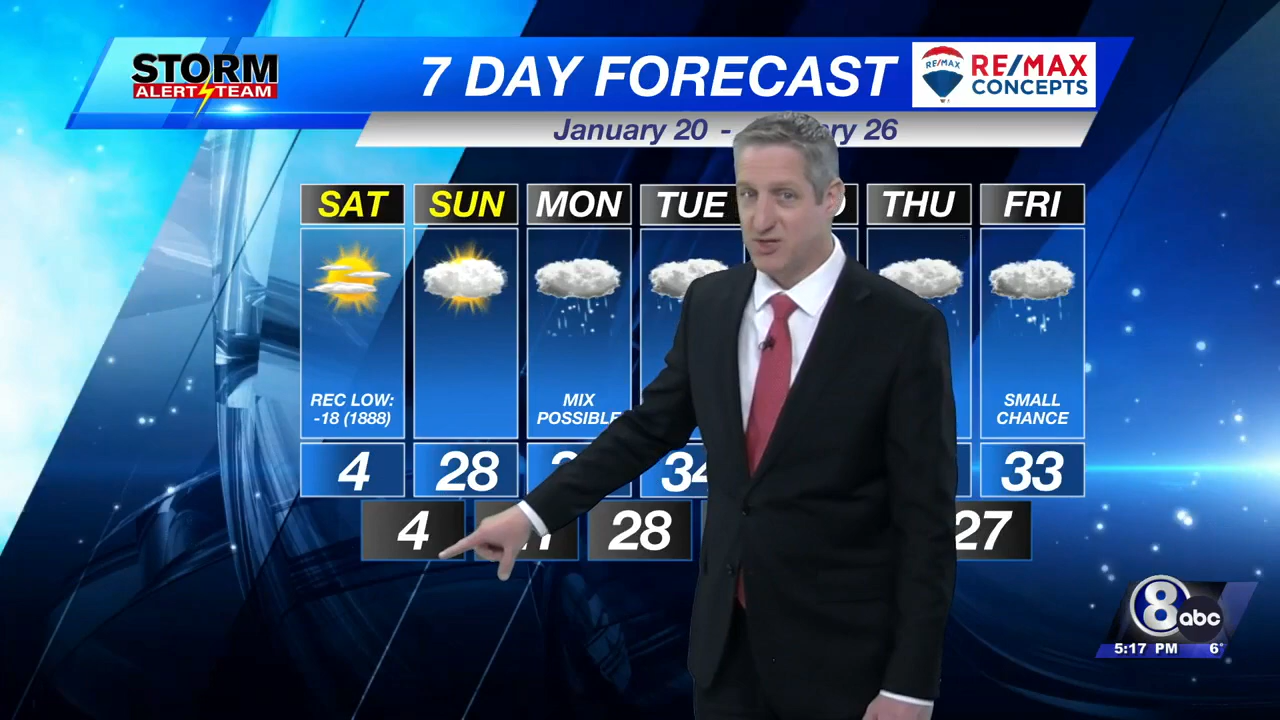 STORM
ALERT TEAM
7 DAY FORECAST
RE/MAX
RE/MAX
CONCEPTS
January 20 -
26
SAT SUN MON TUE THU FRI
REC LOW:
-18 (1888)
MIX
POSSIBLE
SMALL
CHANCE
4 28 34 33
4 28 27
8 abc
5:17 PM 6°